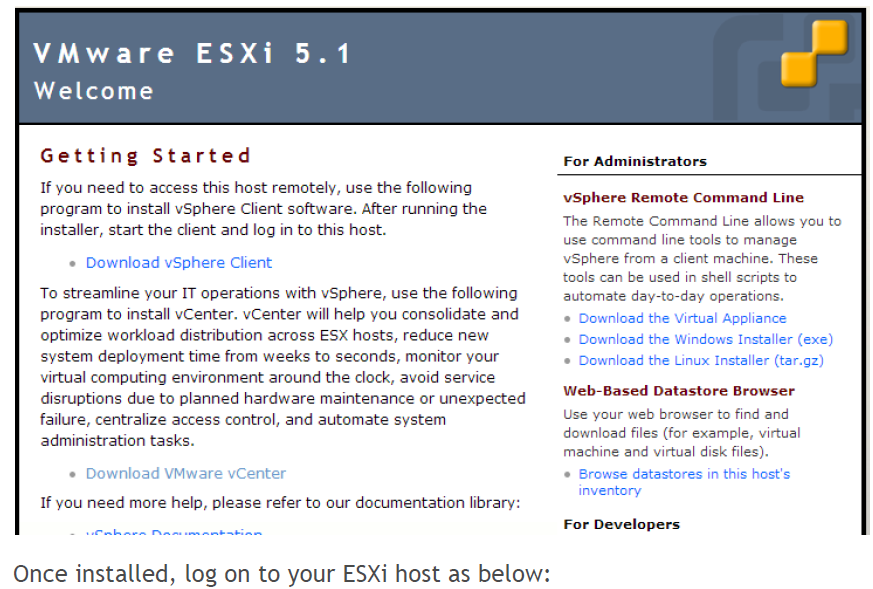 VMware ESXi 5.1
Welcome
Getting Started
If you need to access this host remotely, use the following
program to install vSphere Client software. After running the
installer, start the client and log in to this host.
• Download vSphere Client
To streamline your IT operations with vSphere, use the following
program to install vCenter. vCenter will help you consolidate and
optimize workload distribution across ESX hosts, reduce new
system deployment time from weeks to seconds, monitor your
virtual computing environment around the clock, avoid service
disruptions due to planned hardware maintenance or unexpected
failure, centralize access control, and automate system
administration tasks.
• Download VMware vCenter
If you need more help, please refer to our documentation library:
• vSphere Documentation
For Administrators
vSphere Remote Command Line
The Remote Command Line allows you to
use command line tools to manage
vSphere from a client machine. These
tools can be used in shell scripts to
automate day-to-day operations.
• Download the Virtual Appliance
• Download the Windows Installer (exe)
• Download the Linux Installer (tar.gz)
Web-Based Datastore Browser
Use your web browser to find and
download files (for example, virtual
machine and virtual disk files).
• Browse datastores in this host's
inventory
For Developers
Once installed, log on to your ESXi host as below: